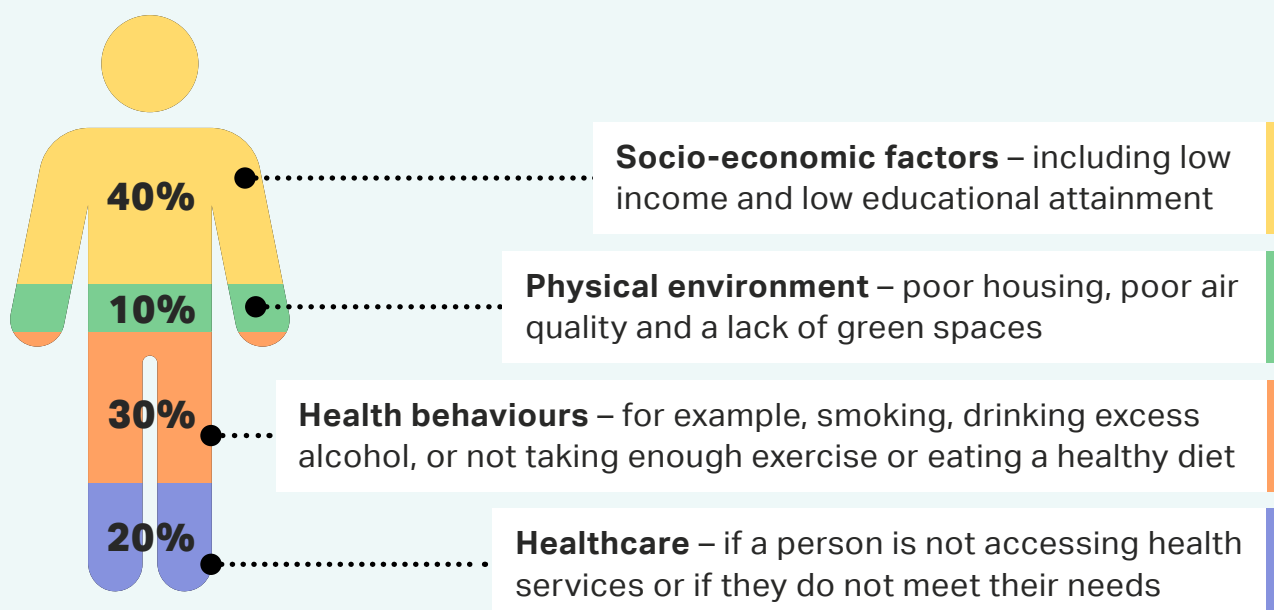 40%
Socio-economic factors – including low
income and low educational attainment
10%
Physical environment – poor housing, poor air
quality and a lack of green spaces
30%
Health behaviours – for example, smoking, drinking excess
alcohol, or not taking enough exercise or eating a healthy diet
20%
Healthcare – if a person is not accessing health
services or if they do not meet their needs